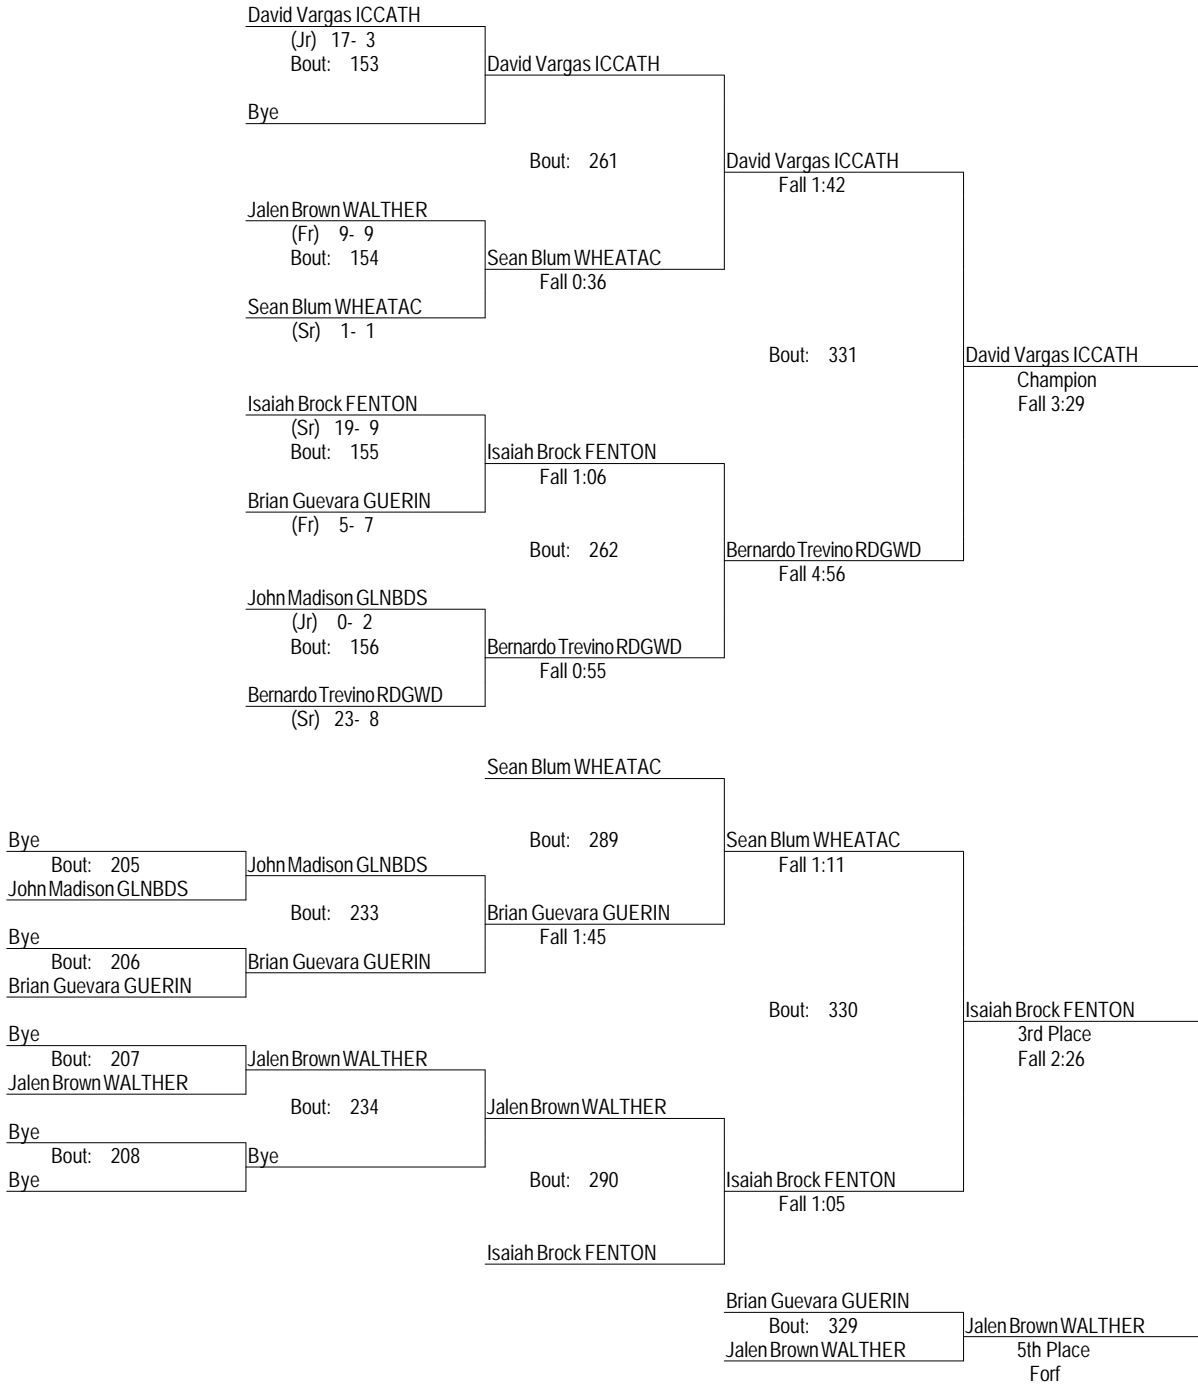 David Vargas ICCATH
(Jr) 17- 3
Bout: 153
David Vargas ICCATH
Bye
Bout: 261
David Vargas ICCATH
Fall 1:42
Jalen Brown WALTHER
(Fr) 9- 9
Bout: 154
Sean Blum WHEATAC
Fall 0:36
Sean Blum WHEATAC
(Sr) 1- 1
Bout: 331
David Vargas ICCATH
Champion
Fall 3:29
Isaiah Brock FENTON
(Sr) 19- 9
Bout: 155
Isaiah Brock FENTON
Fall 1:06
Brian Guevara GUERIN
(Fr) 5- 7
Bout: 262
Bernardo Trevino RDGWD
Fall 4:56
John Madison GLNBDS
(Jr) 0- 2
Bout: 156
Bernardo Trevino RDGWD
Fall 0:55
Bernardo Trevino RDGWD
(Sr) 23- 8
Sean Blum WHEATAC
Bout: 289
Sean Blum WHEATAC
Fall 1:11
Bye
Bout: 205
John Madison GLNBDS
John Madison GLNBDS
Bout: 233
Brian Guevara GUERIN
Fall 1:45
Bye
Bout: 206
Brian Guevara GUERIN
Brian Guevara GUERIN
Bout: 330
Isaiah Brock FENTON
3rd Place
Fall 2:26
Bye
Bout: 207
Jalen Brown WALTHER
Jalen Brown WALTHER
Bout: 234
Jalen Brown WALTHER
Bye
Bout: 208
Bye
Bye
Bout: 290
Isaiah Brock FENTON
Fall 1:05
Isaiah Brock FENTON
Brian Guevara GUERIN
Bout: 329
Jalen Brown WALTHER
Jalen Brown WALTHER
5th Place
Forf